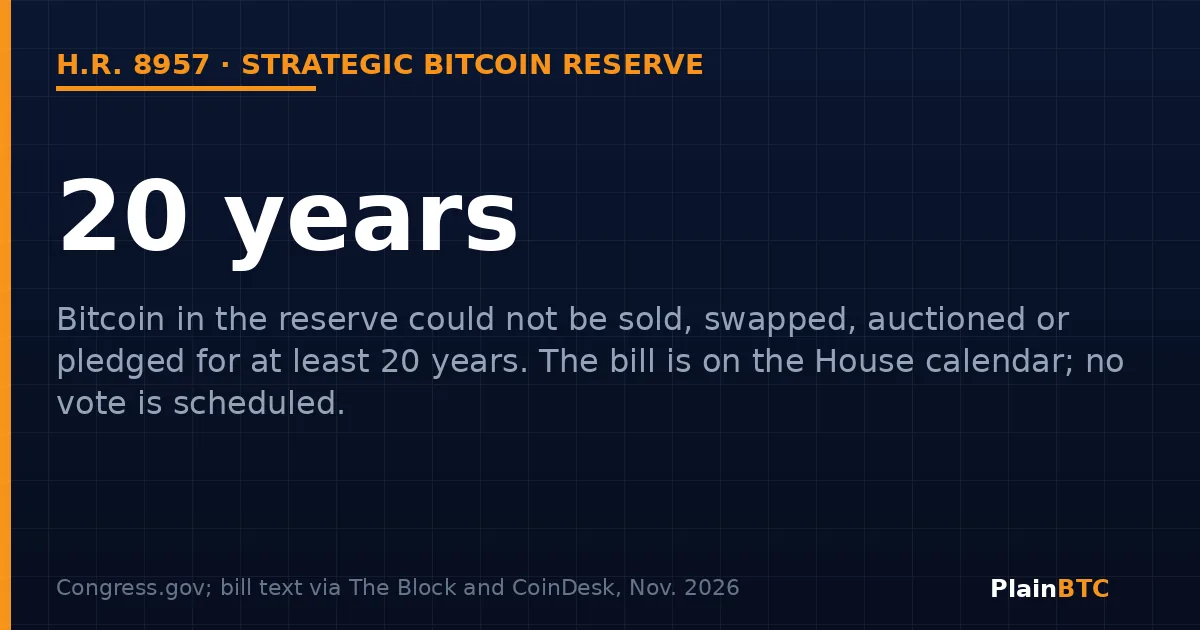 H.R. 8957 · STRATEGIC BITCOIN RESERVE
20 years
Bitcoin in the reserve could not be sold, swapped, auctioned or
pledged for at least 20 years. The bill is on the House calendar; no
vote is scheduled.
Congress.gov; bill text via The Block and CoinDesk, Nov. 2026
PlainBTC